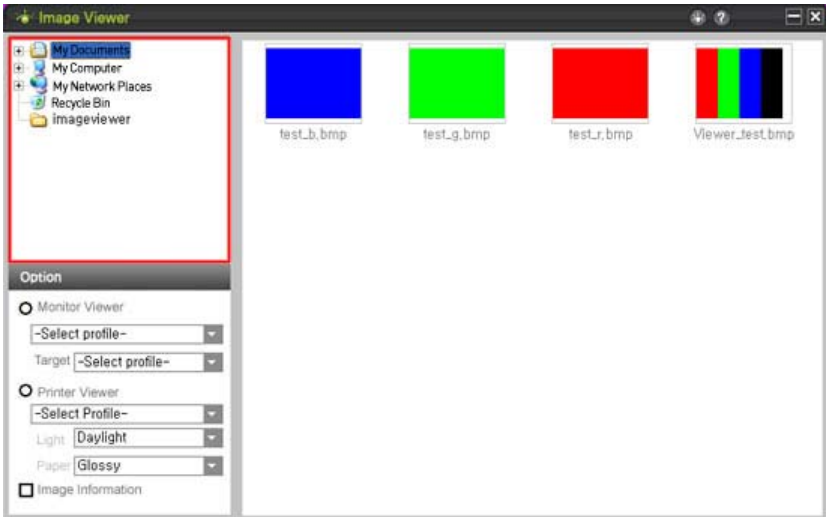 Image Viewer
?
My Documents
My Computer
My Network Places
Recycle Bin
imageviewer
test_b.bmp
test_g.bmp
test_r.bmp
Viewer_test.bmp
Option
Monitor Viewer
-Select profile-
Target -Select profile-
Printer Viewer
-Select Profile-
Light Daylight
Paper Glossy
Image Information